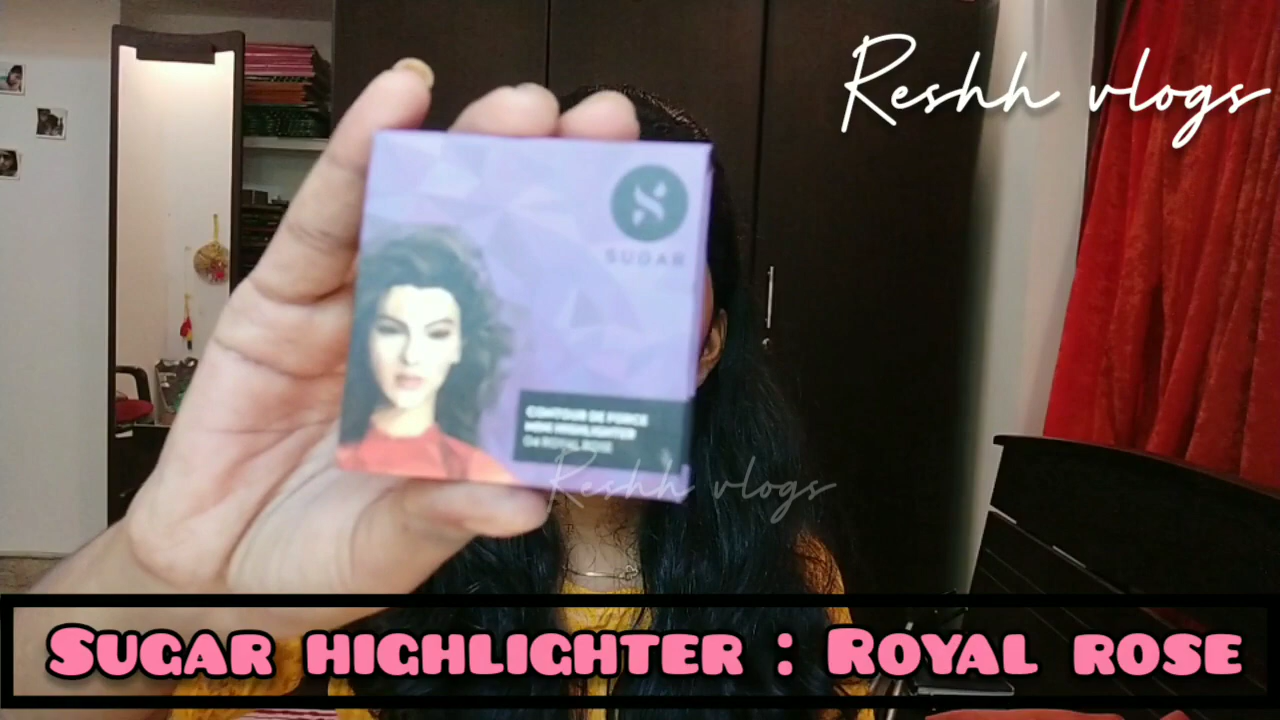 Reshh vlogs
SUGAR
CONTOUR DE FORCE
MINI HIGHLIGHTER
04 ROYAL ROSE
Reshh vlogs
SUGAR HIGHLIGHTER : ROYAL ROSE